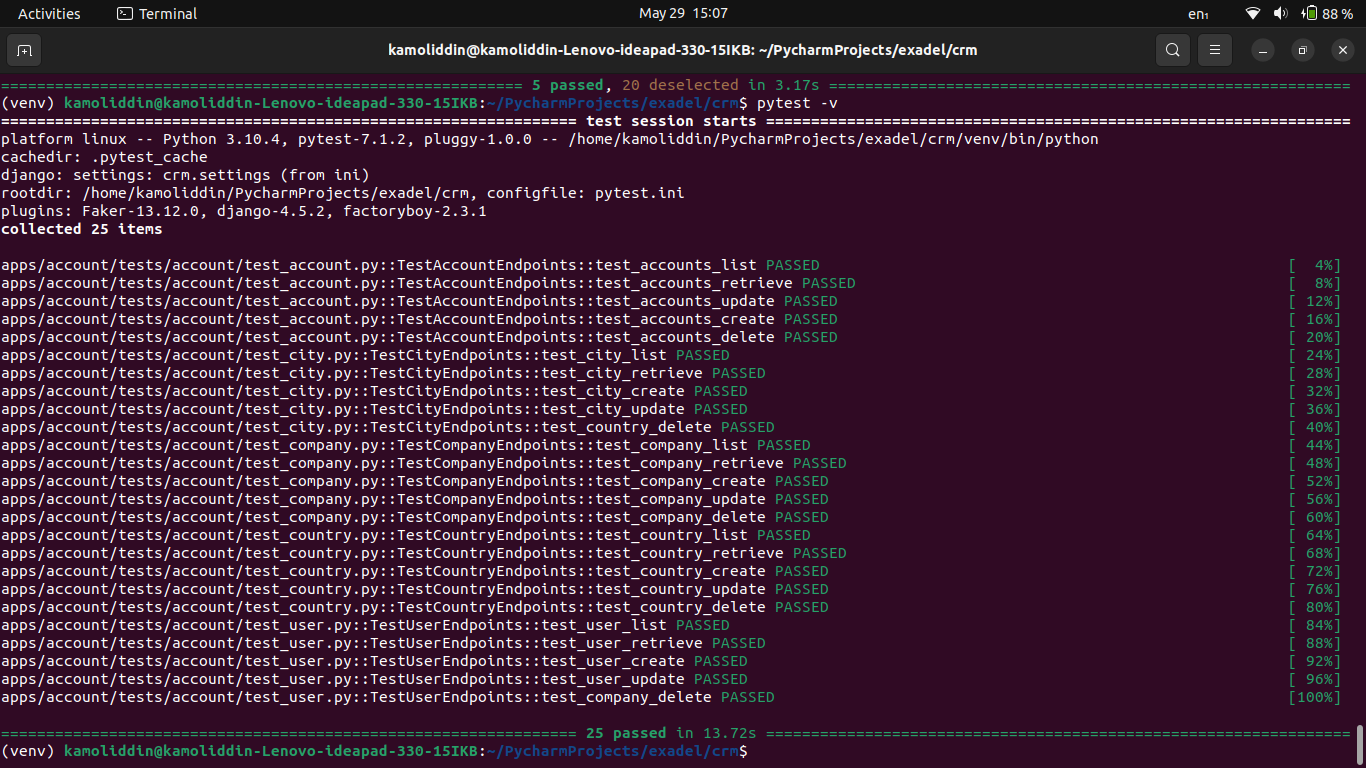 Activities Terminal May 29 15:07 en₁ 88 %
kamoliddin@kamoliddin-Lenovo-ideapad-330-15IKB: ~/PycharmProjects/exadel/crm
========================================================== 5 passed, 20 deselected in 3.17s ==========================================================
(venv) kamoliddin@kamoliddin-Lenovo-ideapad-330-15IKB:~/PycharmProjects/exadel/crm$ pytest -v
================================================================ test session starts =================================================================
platform linux -- Python 3.10.4, pytest-7.1.2, pluggy-1.0.0 -- /home/kamoliddin/PycharmProjects/exadel/crm/venv/bin/python
cachedir: .pytest_cache
django: settings: crm.settings (from ini)
rootdir: /home/kamoliddin/PycharmProjects/exadel/crm, configfile: pytest.ini
plugins: Faker-13.12.0, django-4.5.2, factoryboy-2.3.1
collected 25 items
apps/account/tests/account/test_account.py::TestAccountEndpoints::test_accounts_list PASSED [  4%]
apps/account/tests/account/test_account.py::TestAccountEndpoints::test_accounts_retrieve PASSED [  8%]
apps/account/tests/account/test_account.py::TestAccountEndpoints::test_accounts_update PASSED [ 12%]
apps/account/tests/account/test_account.py::TestAccountEndpoints::test_accounts_create PASSED [ 16%]
apps/account/tests/account/test_account.py::TestAccountEndpoints::test_accounts_delete PASSED [ 20%]
apps/account/tests/account/test_city.py::TestCityEndpoints::test_city_list PASSED [ 24%]
apps/account/tests/account/test_city.py::TestCityEndpoints::test_city_retrieve PASSED [ 28%]
apps/account/tests/account/test_city.py::TestCityEndpoints::test_city_create PASSED [ 32%]
apps/account/tests/account/test_city.py::TestCityEndpoints::test_city_update PASSED [ 36%]
apps/account/tests/account/test_city.py::TestCityEndpoints::test_country_delete PASSED [ 40%]
apps/account/tests/account/test_company.py::TestCompanyEndpoints::test_company_list PASSED [ 44%]
apps/account/tests/account/test_company.py::TestCompanyEndpoints::test_company_retrieve PASSED [ 48%]
apps/account/tests/account/test_company.py::TestCompanyEndpoints::test_company_create PASSED [ 52%]
apps/account/tests/account/test_company.py::TestCompanyEndpoints::test_company_update PASSED [ 56%]
apps/account/tests/account/test_company.py::TestCompanyEndpoints::test_company_delete PASSED [ 60%]
apps/account/tests/account/test_country.py::TestCountryEndpoints::test_country_list PASSED [ 64%]
apps/account/tests/account/test_country.py::TestCountryEndpoints::test_country_retrieve PASSED [ 68%]
apps/account/tests/account/test_country.py::TestCountryEndpoints::test_country_create PASSED [ 72%]
apps/account/tests/account/test_country.py::TestCountryEndpoints::test_country_update PASSED [ 76%]
apps/account/tests/account/test_country.py::TestCountryEndpoints::test_country_delete PASSED [ 80%]
apps/account/tests/account/test_user.py::TestUserEndpoints::test_user_list PASSED [ 84%]
apps/account/tests/account/test_user.py::TestUserEndpoints::test_user_retrieve PASSED [ 88%]
apps/account/tests/account/test_user.py::TestUserEndpoints::test_user_create PASSED [ 92%]
apps/account/tests/account/test_user.py::TestUserEndpoints::test_user_update PASSED [ 96%]
apps/account/tests/account/test_user.py::TestUserEndpoints::test_company_delete PASSED [100%]
================================================================ 25 passed in 13.72s =================================================================
(venv) kamoliddin@kamoliddin-Lenovo-ideapad-330-15IKB:~/PycharmProjects/exadel/crm$